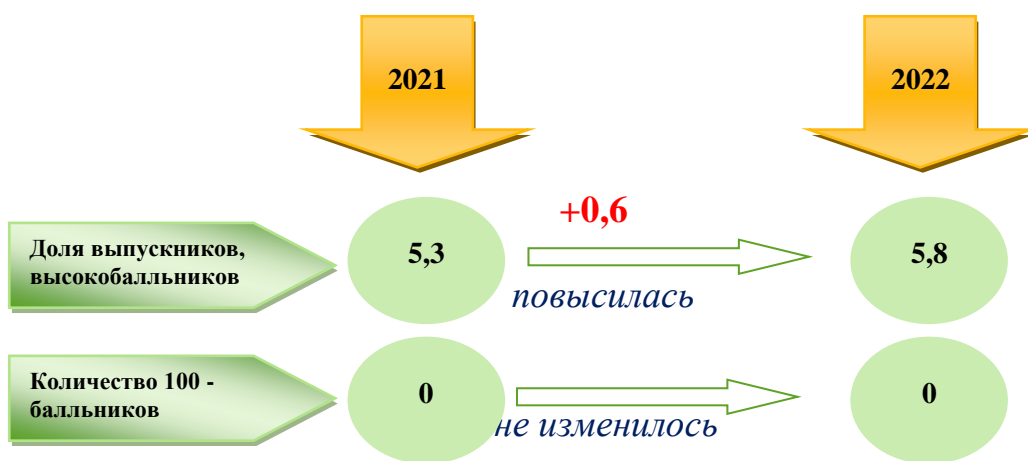 2021
2022
+0,6
Доля выпускников,
высокобалльников
5,3
5,8
повысилась
Количество 100 -
балльников
0
0
не изменилось